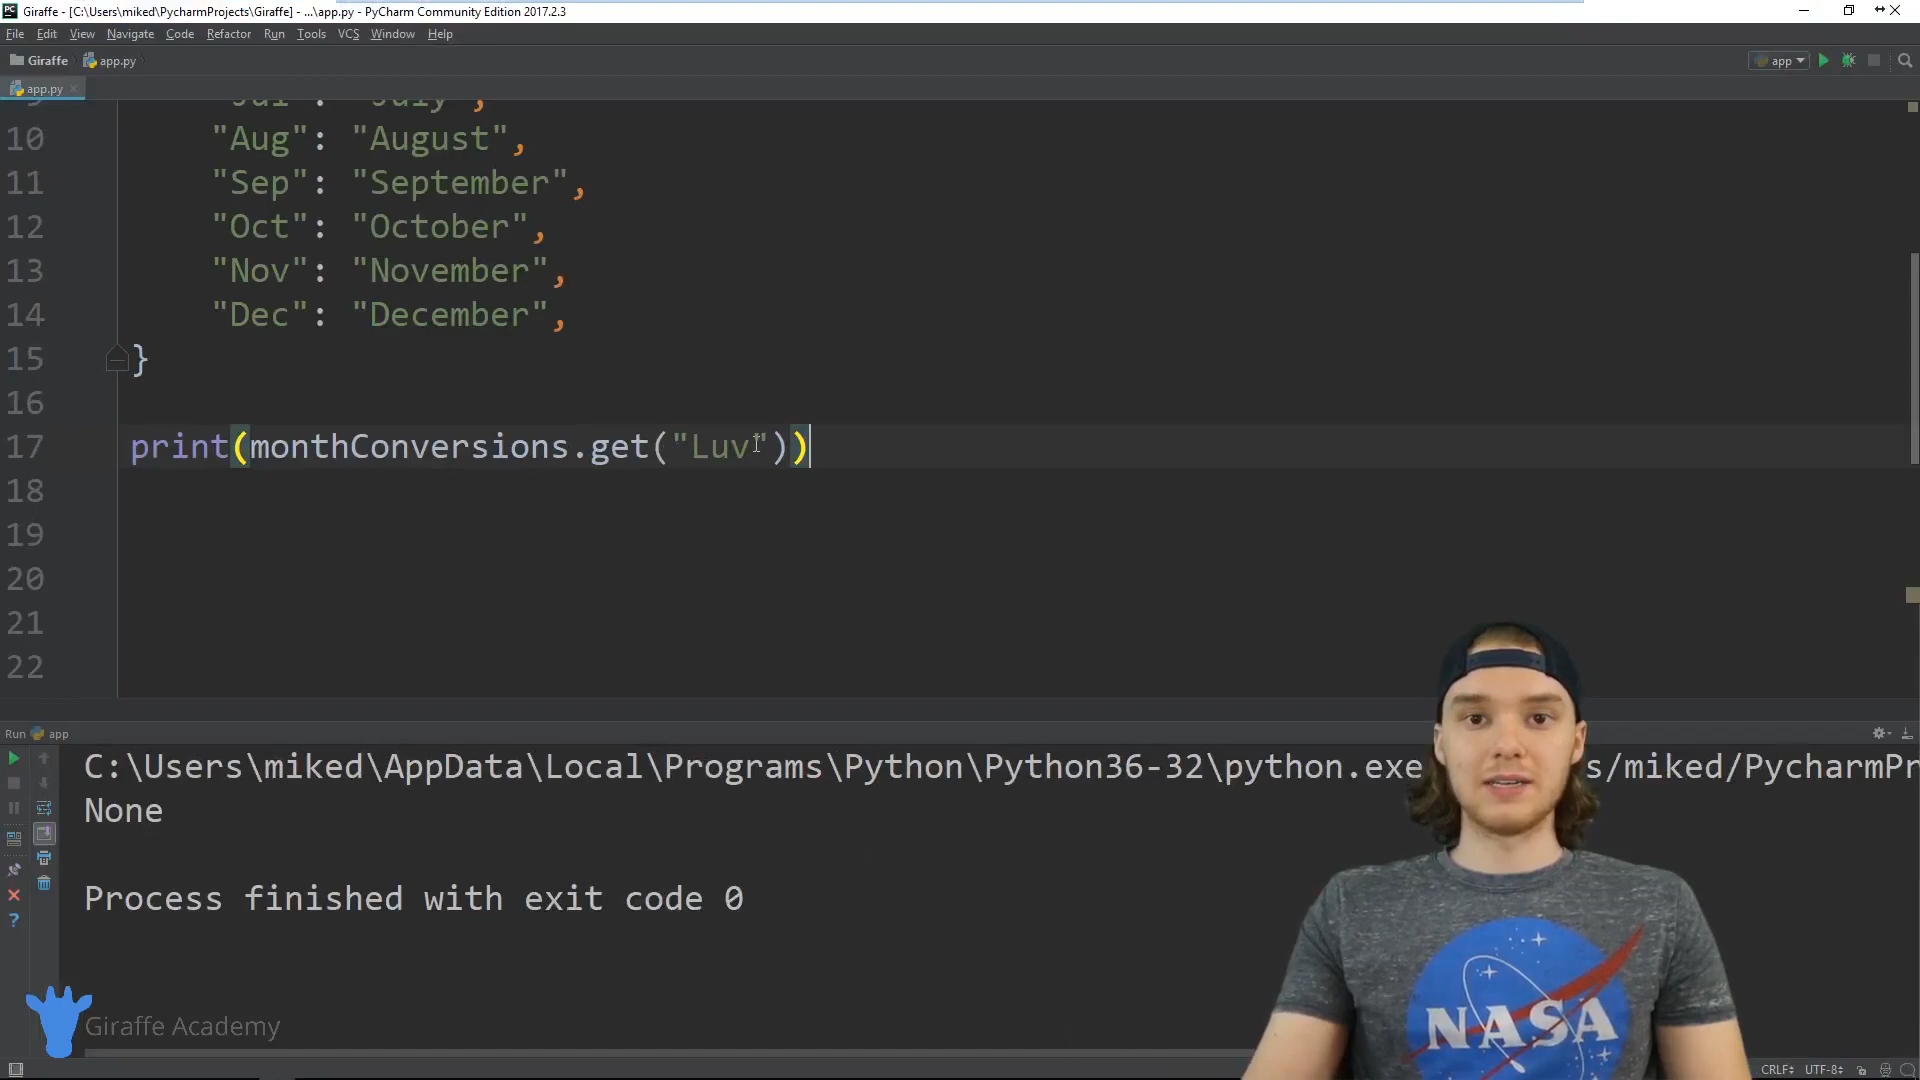 Giraffe - [C:\Users\miked\PycharmProjects\Giraffe] - ...\app.py - PyCharm Community Edition 2017.2.3
File Edit View Navigate Code Refactor Run Tools VCS Window Help
Giraffe app.py app
app.py
"Jul": "July",
10 "Aug": "August",
11 "Sep": "September",
12 "Oct": "October",
13 "Nov": "November",
14 "Dec": "December",
15 }
16
17 print(monthConversions.get("Luv"))
18
19
20
21
22
Run app
C:\Users\miked\AppData\Local\Programs\Python\Python36-32\python.exe s/miked/PycharmPr
None
Process finished with exit code 0
NASA
Giraffe Academy
CRLF UTF-8